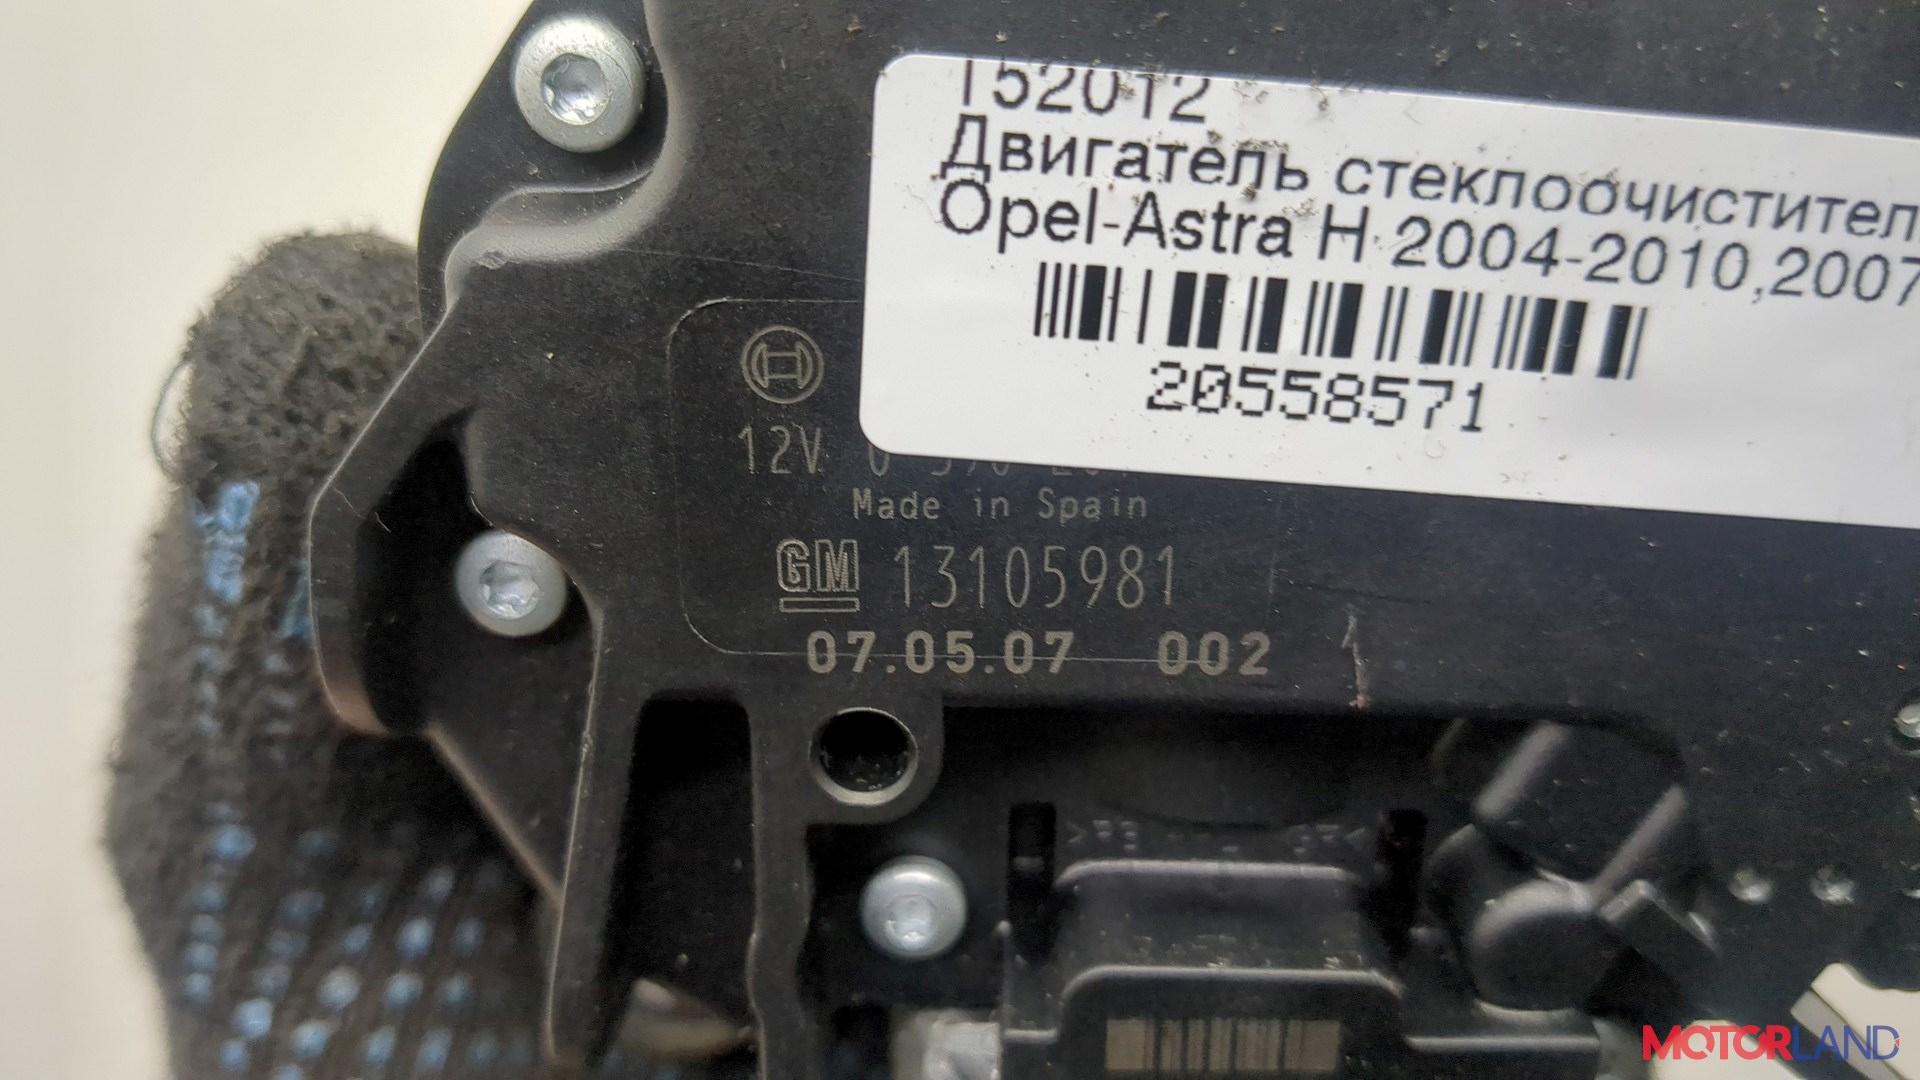 152012
Двигатель стеклоочистител
Opel-Astra H 2004-2010,2007
20558571
12V 0
Made in Spain
GM 13105981
07.05.07 002
MOTORLAND